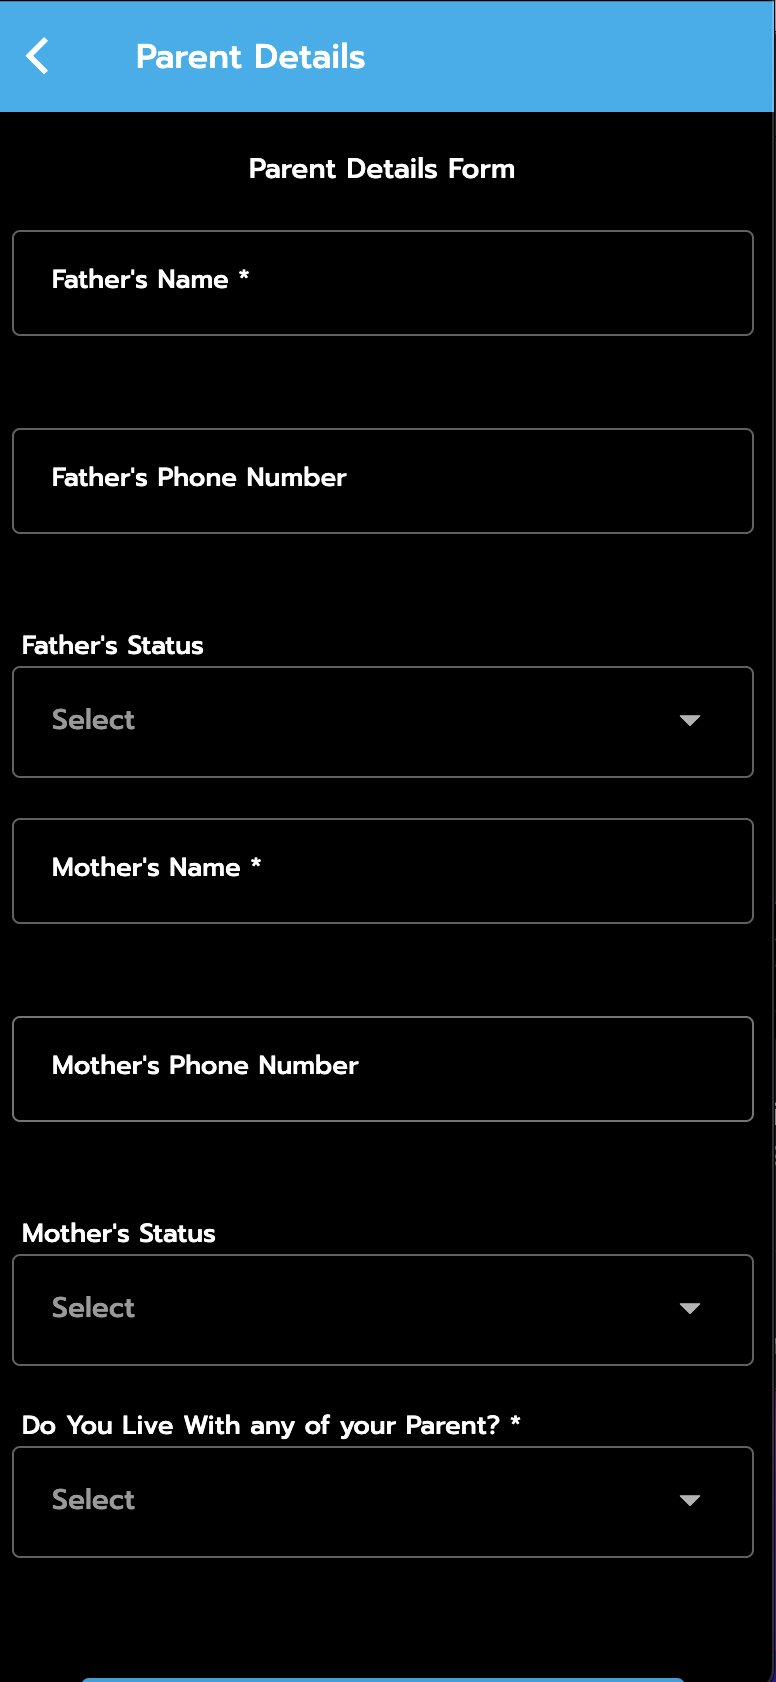 Parent Details
Parent Details Form
Father's Name *
Father's Phone Number
Father's Status
Select
Mother's Name *
Mother's Phone Number
Mother's Status
Select
Do You Live With any of your Parent? *
Select